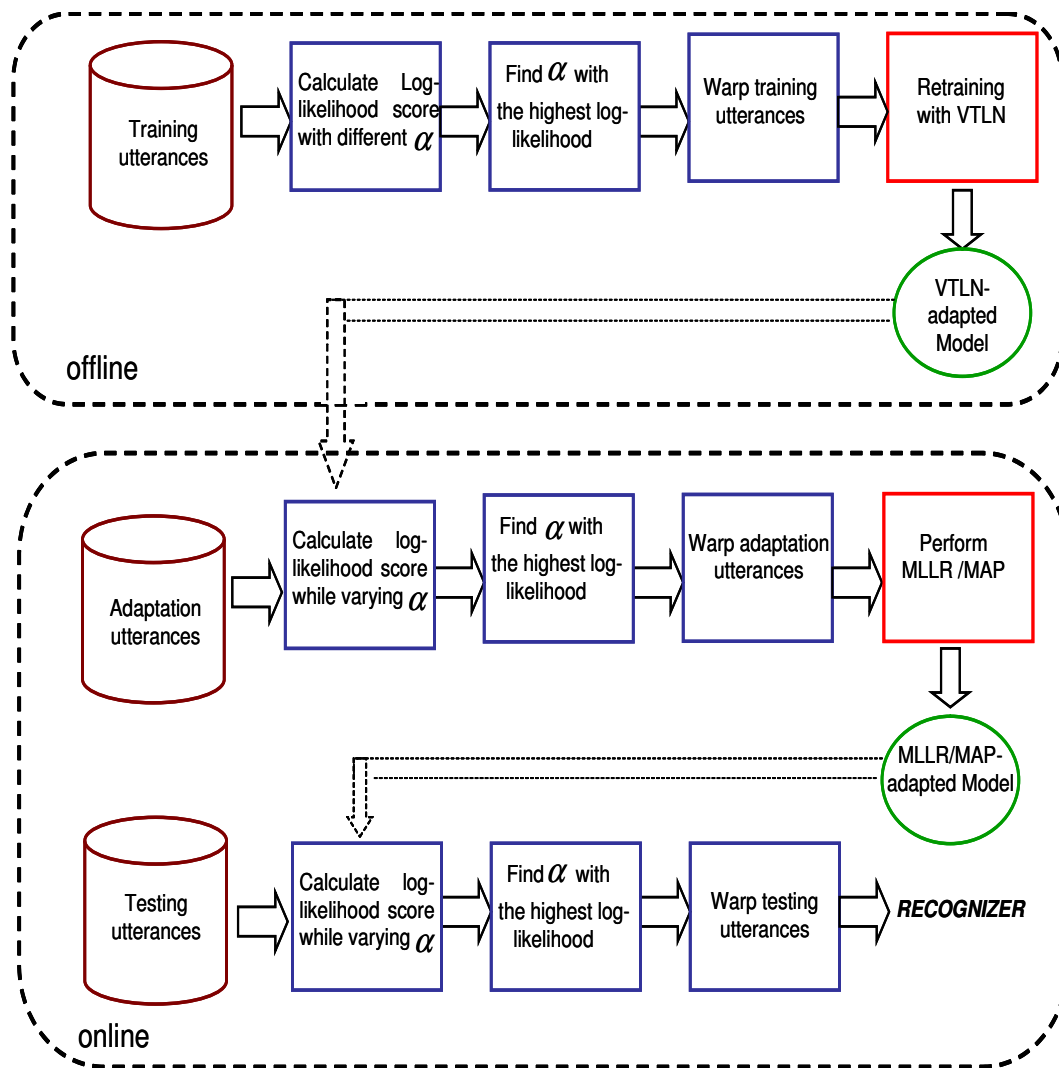 Training
utterances
Calculate Log-
likelihood score
with different α
Find α with
the highest log-
likelihood
Warp training
utterances
Retraining
with VTLN
VTLN-
adapted
Model
offline
Adaptation
utterances
Calculate log-
likelihood score
while varying α
Find α with
the highest log-
likelihood
Warp adaptation
utterances
Perform
MLLR /MAP
MLLR/MAP-
adapted Model
Testing
utterances
Calculate log-
likelihood score
while varying α
Find α with
the highest log-
likelihood
Warp testing
utterances
RECOGNIZER
online